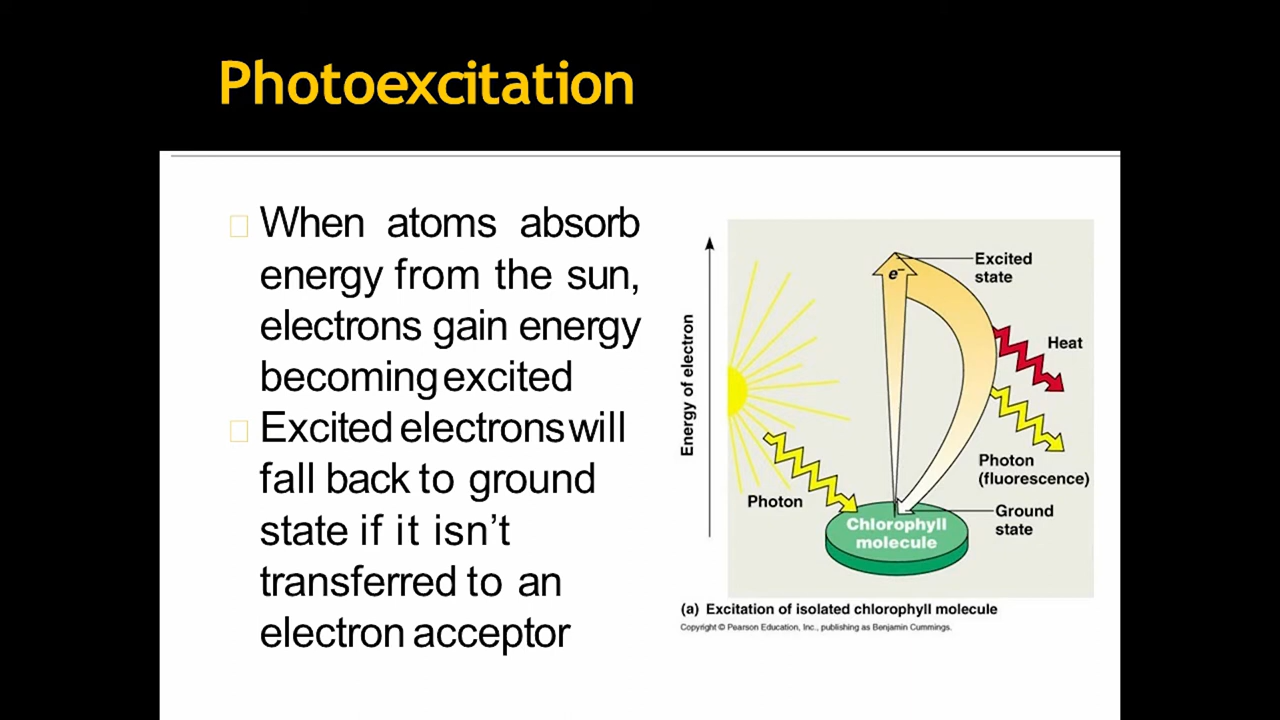 Photoexcitation
When atoms absorb
energy from the sun,
electrons gain energy
becoming excited
Excited electrons will
fall back to ground
state if it isn't
transferred to an
electron acceptor
Energy of electron
e–
Excited
state
Heat
Photon
(fluorescence)
Photon
Ground
state
Chlorophyll
molecule
(a) Excitation of isolated chlorophyll molecule
Copyright © Pearson Education, Inc., publishing as Benjamin Cummings.